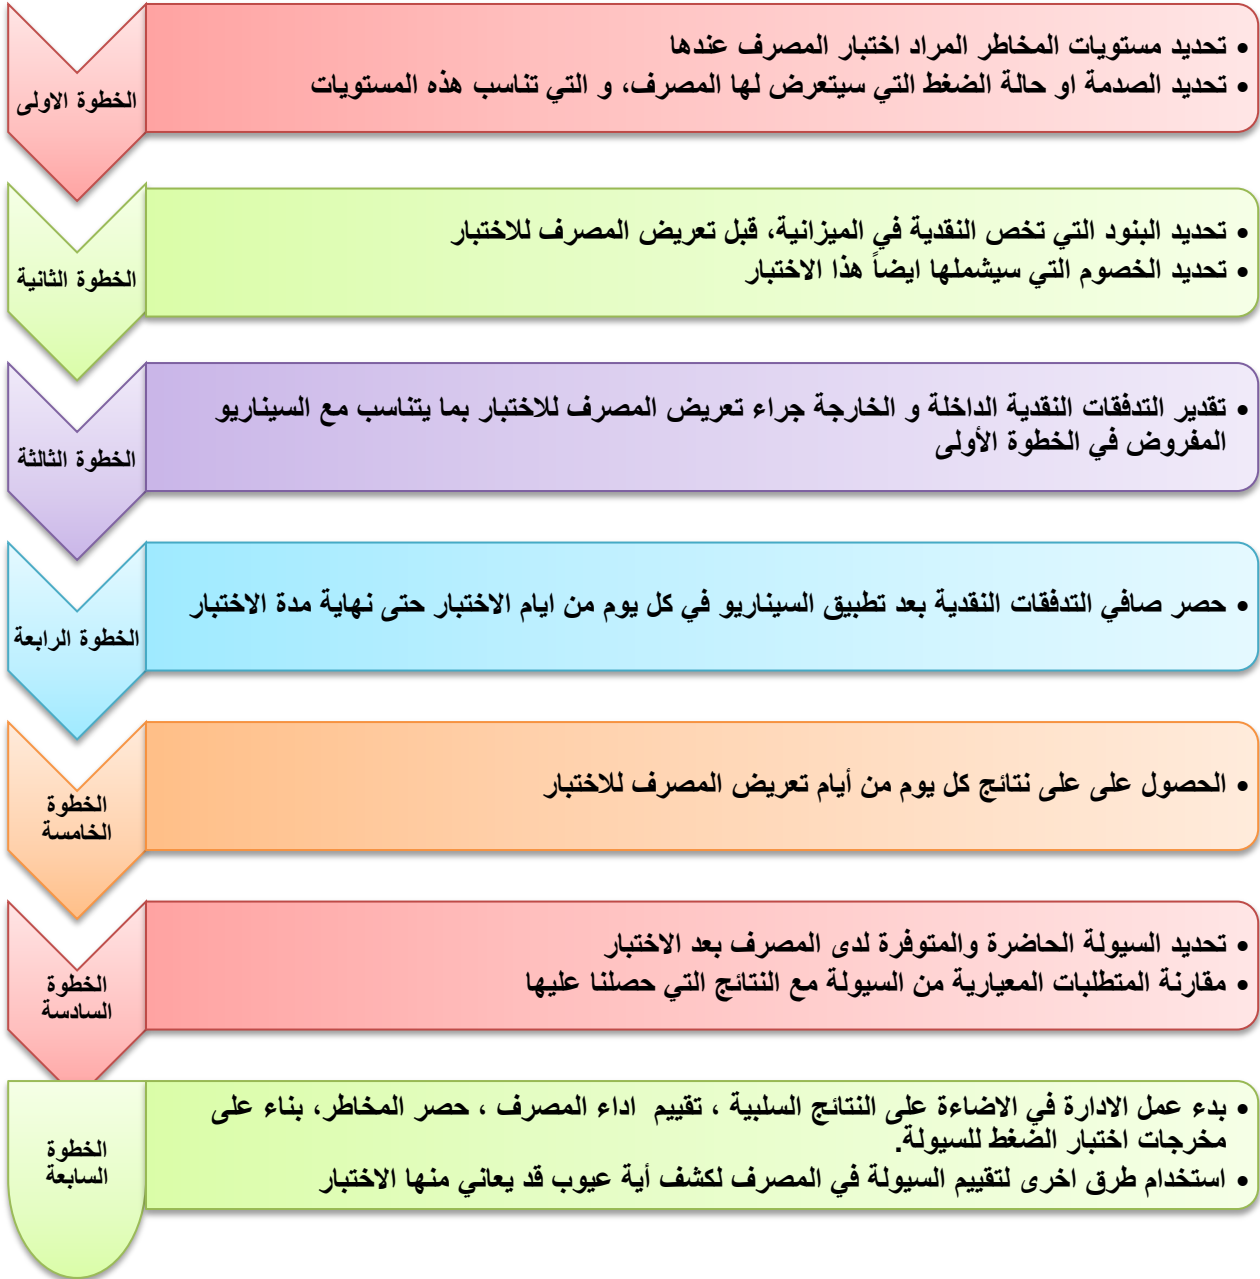 الخطوة الاولى
• تحديد مستويات المخاطر المراد اختبار المصرف عندها
• تحديد الصدمة او حالة الضغط التي سيتعرض لها المصرف، و التي تناسب هذه المستويات
الخطوة الثانية
• تحديد البنود التي تخص النقدية في الميزانية، قبل تعريض المصرف للاختبار
• تحديد الخصوم التي سيشملها ايضاً هذا الاختبار
الخطوة الثالثة
• تقدير التدفقات النقدية الداخلة و الخارجة جراء تعريض المصرف للاختبار بما يتناسب مع السيناريو
المفروض في الخطوة الأولى
الخطوة الرابعة
• حصر صافي التدفقات النقدية بعد تطبيق السيناريو في كل يوم من ايام الاختبار حتى نهاية مدة الاختبار
الخطوة
الخامسة
• الحصول على على نتائج كل يوم من أيام تعريض المصرف للاختبار
الخطوة
السادسة
• تحديد السيولة الحاضرة والمتوفرة لدى المصرف بعد الاختبار
• مقارنة المتطلبات المعيارية من السيولة مع النتائج التي حصلنا عليها
الخطوة
السابعة
• بدء عمل الادارة في الاضاءة على النتائج السلبية ، تقييم اداء المصرف ، حصر المخاطر، بناء على
مخرجات اختبار الضغط للسيولة.
• استخدام طرق اخرى لتقييم السيولة في المصرف لكشف أية عيوب قد يعاني منها الاختبار